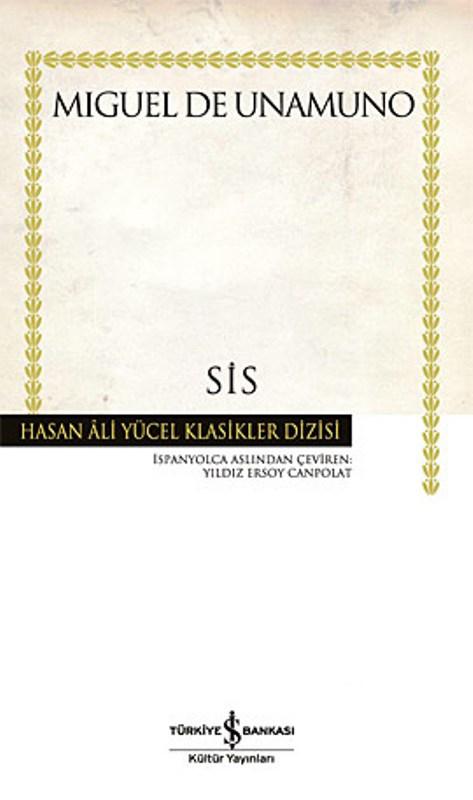 MIGUEL DE UNAMUNO
SİS
HASAN ÂLİ YÜCEL KLASİKLER DİZİSİ
İSPANYOLCA ASLINDAN ÇEVİREN:
YILDIZ ERSOY CANPOLAT
TÜRKİYE İŞ BANKASI
Kültür Yayınları